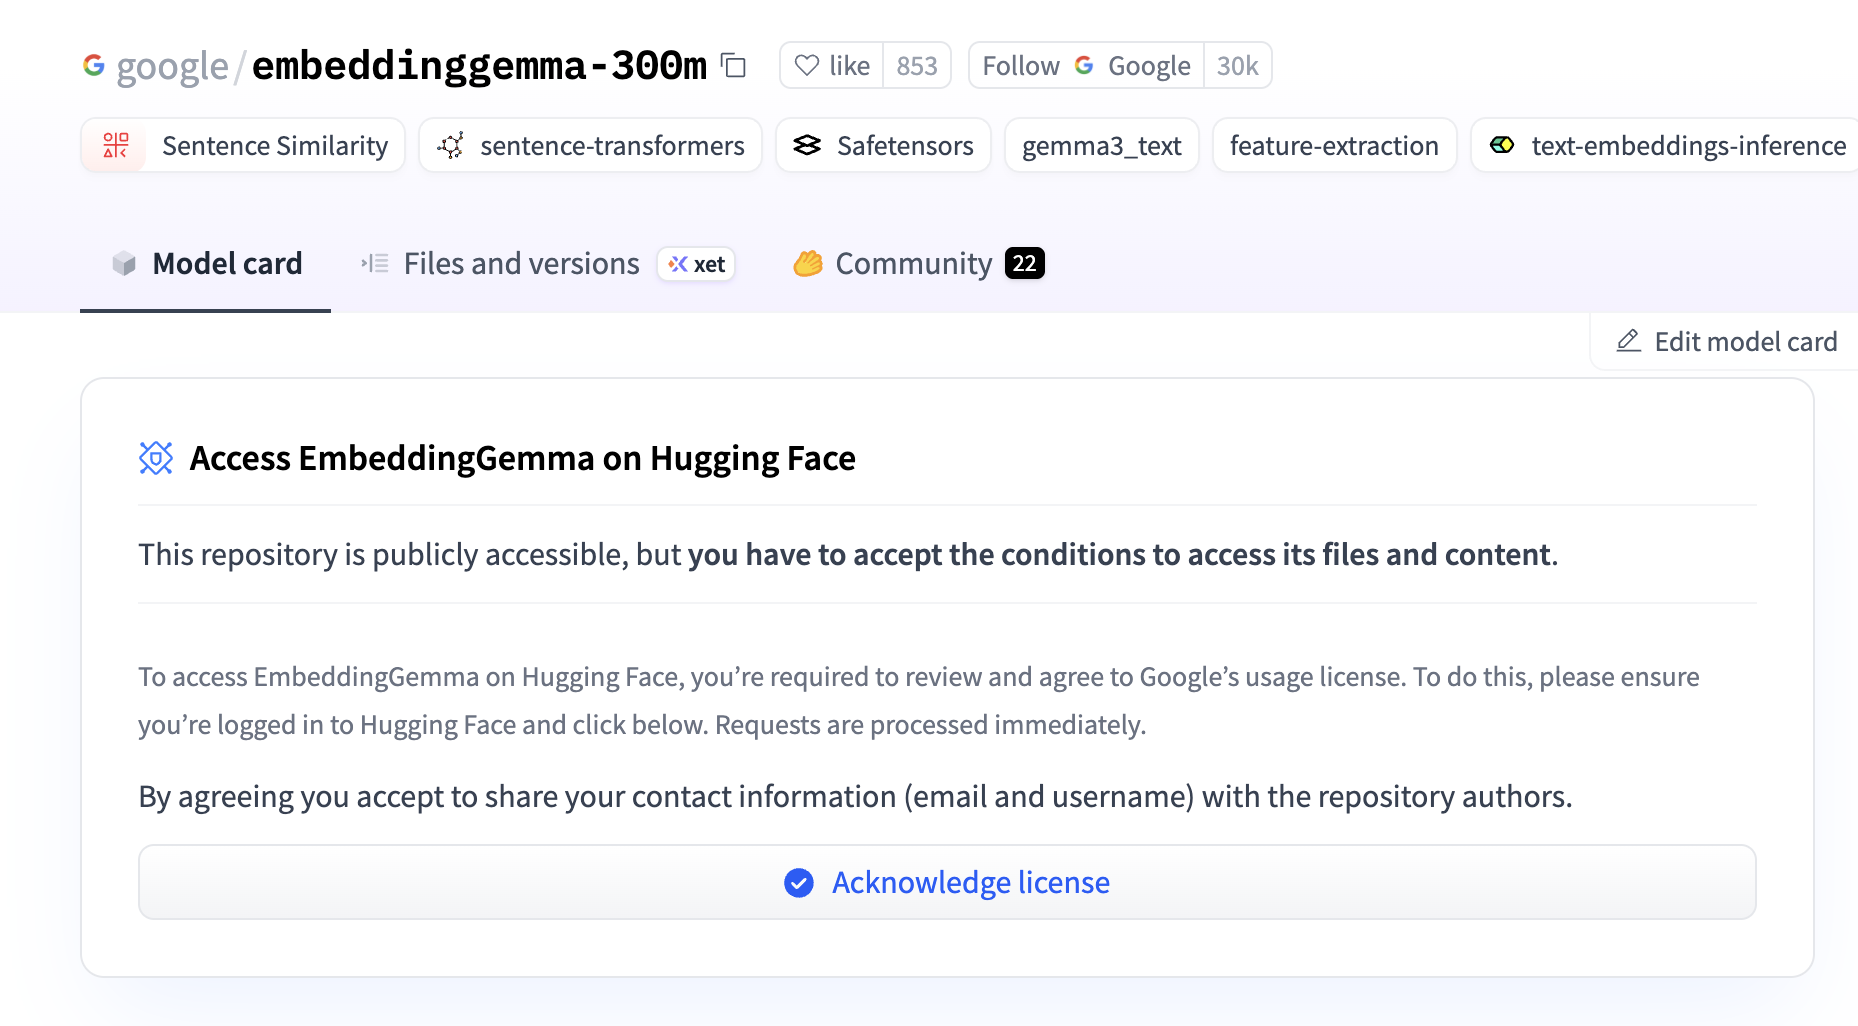 google/embeddinggemma-300m like 853 Follow Google 30k
Sentence Similarity sentence-transformers Safetensors gemma3_text feature-extraction text-embeddings-inference
Model card Files and versions xet Community 22
Edit model card
Access EmbeddingGemma on Hugging Face
This repository is publicly accessible, but you have to accept the conditions to access its files and content.
To access EmbeddingGemma on Hugging Face, you’re required to review and agree to Google’s usage license. To do this, please ensure
you’re logged in to Hugging Face and click below. Requests are processed immediately.
By agreeing you accept to share your contact information (email and username) with the repository authors.
Acknowledge license